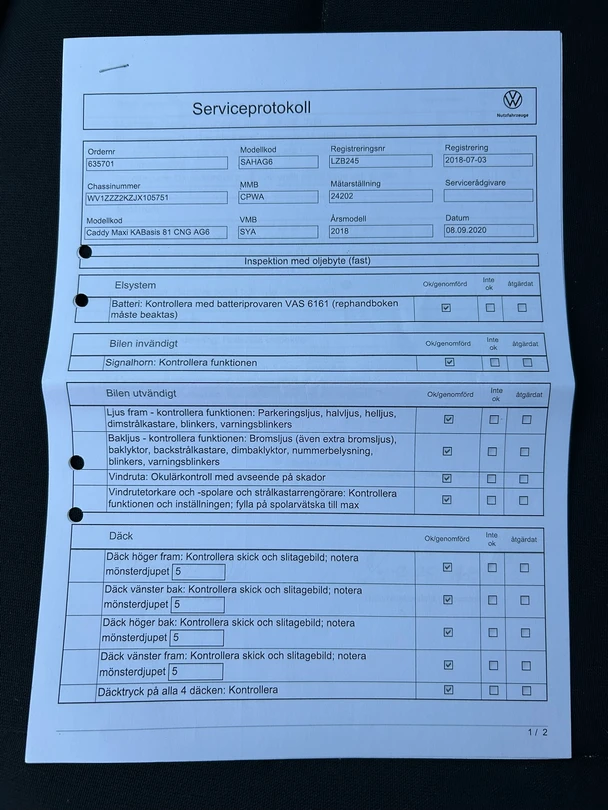 Serviceprotokoll
Nutzfahrzeuge
Ordernr Modellkod Registreringsnr Registrering
635701 SAHAG6 LZB245 2018-07-03
Chassinummer MMB Mätarställning Servicerådgivare
WV1ZZZ2KZJX105751 CPWA 24202
Modellkod VMB Årsmodell Datum
Caddy Maxi KABasis 81 CNG AG6 SYA 2018 08.09.2020
Inspektion med oljebyte (fast)
Elsystem Ok/genomförd Inte ok åtgärdat
Batteri: Kontrollera med batteriprovaren VAS 6161 (rephandboken
måste beaktas)
Bilen invändigt Ok/genomförd Inte ok åtgärdat
Signalhorn: Kontrollera funktionen
Bilen utvändigt Ok/genomförd Inte ok åtgärdat
Ljus fram - kontrollera funktionen: Parkeringsljus, halvljus, helljus,
dimstrålkastare, blinkers, varningsblinkers
Bakljus - kontrollera funktionen: Bromsljus (även extra bromsljus),
baklyktor, backstrålkastare, dimbaklyktor, nummerbelysning,
blinkers, varningsblinkers
Vindruta: Okulärkontroll med avseende på skador
Vindrutetorkare och -spolare och strålkastarrengörare: Kontrollera
funktionen och inställningen; fylla på spolarvätska till max
Däck Ok/genomförd Inte ok åtgärdat
Däck höger fram: Kontrollera skick och slitagebild; notera
mönsterdjupet 5
Däck vänster bak: Kontrollera skick och slitagebild; notera
mönsterdjupet 5
Däck höger bak: Kontrollera skick och slitagebild; notera
mönsterdjupet 5
Däck vänster fram: Kontrollera skick och slitagebild; notera
mönsterdjupet 5
Däcktryck på alla 4 däcken: Kontrollera
1 / 2